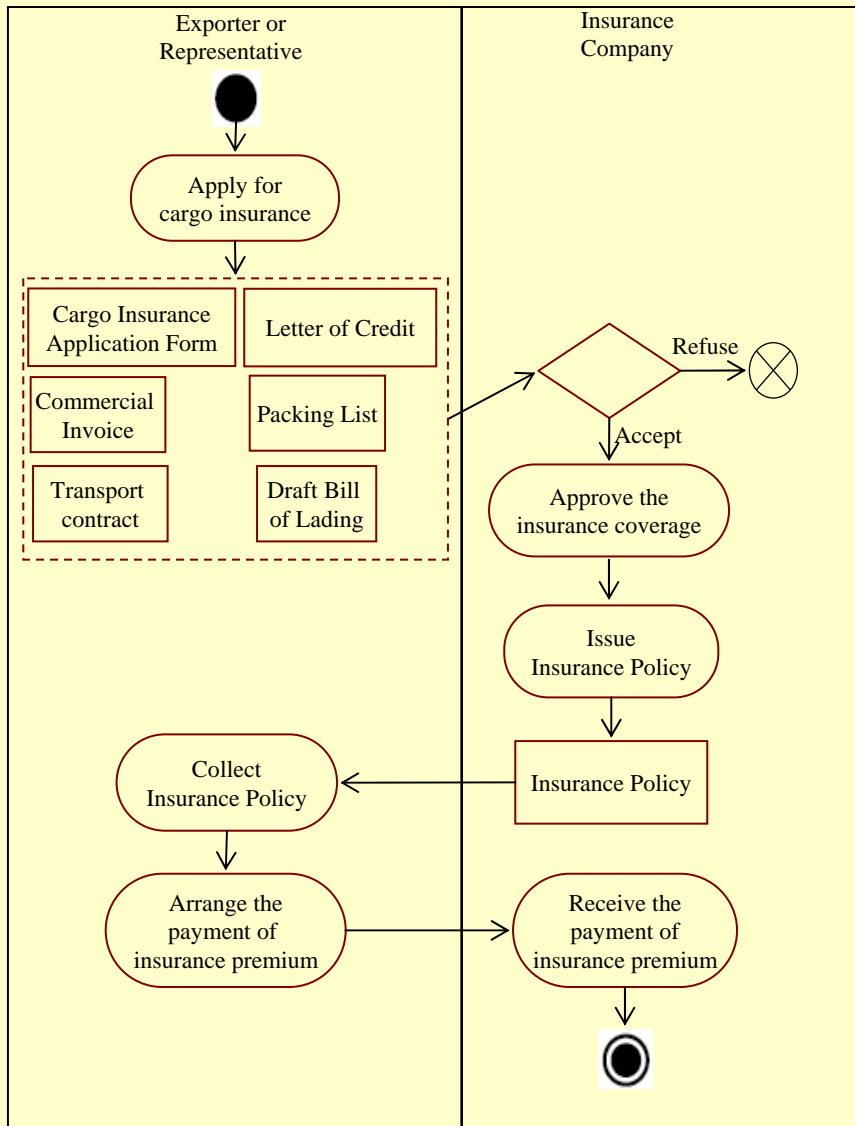 Exporter or
Representative
Insurance
Company
Apply for
cargo insurance
Cargo Insurance
Application Form
Letter of Credit
Commercial
Invoice
Packing List
Transport
contract
Draft Bill
of Lading
Refuse
Accept
Approve the
insurance coverage
Issue
Insurance Policy
Insurance Policy
Collect
Insurance Policy
Arrange the
payment of
insurance premium
Receive the
payment of
insurance premium